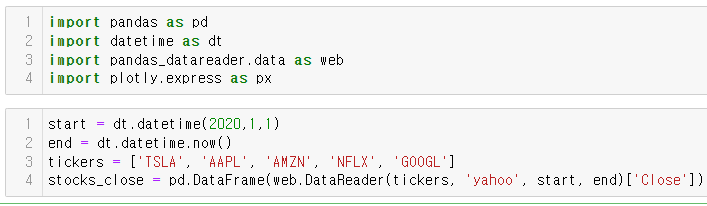 1 import pandas as pd
2 import datetime as dt
3 import pandas_datareader.data as web
4 import plotly.express as px
1 start = dt.datetime(2020,1,1)
2 end = dt.datetime.now()
3 tickers = ['TSLA', 'AAPL', 'AMZN', 'NFLX', 'GOOGL']
4 stocks_close = pd.DataFrame(web.DataReader(tickers, 'yahoo', start, end)['Close'])